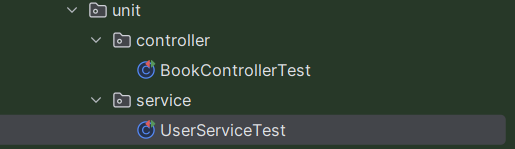 unit
controller
BookControllerTest
service
UserServiceTest